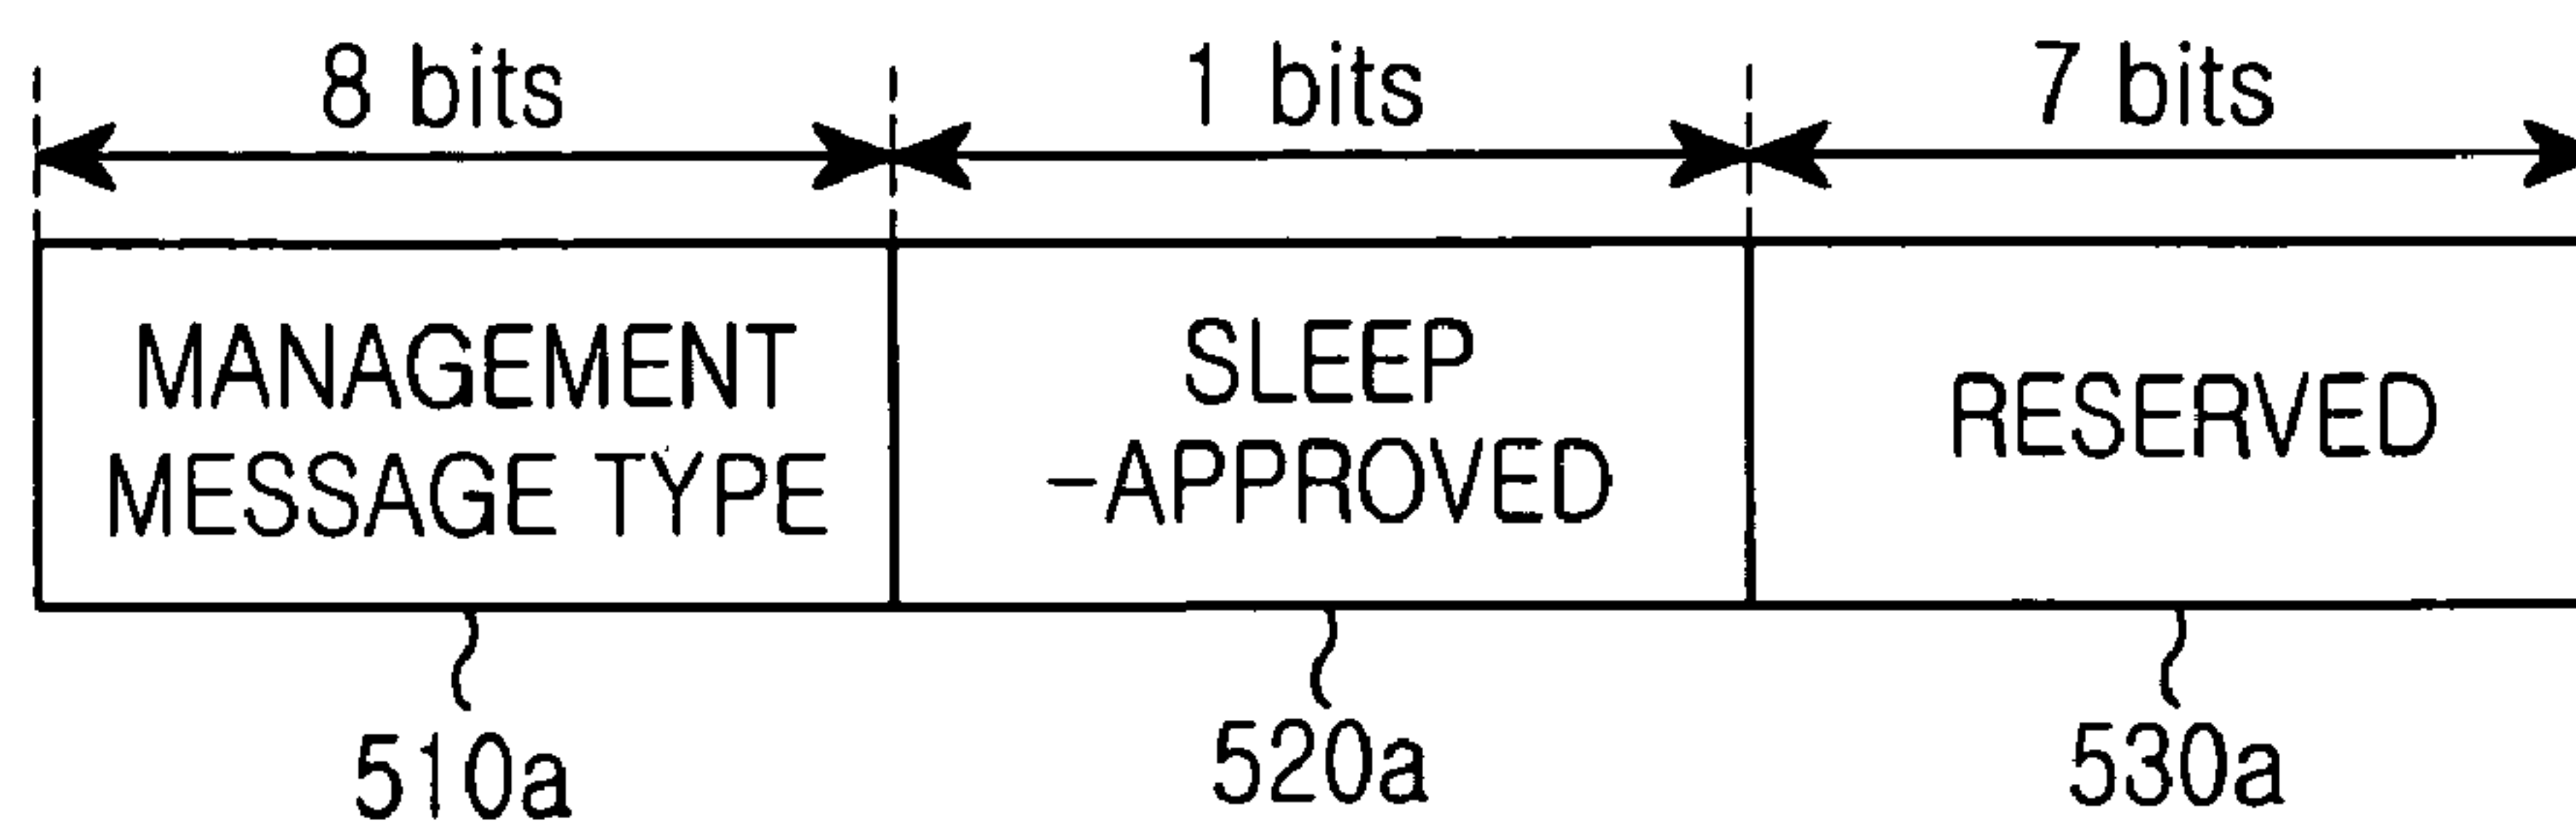 8 bits
1 bits
7 bits
MANAGEMENT
MESSAGE TYPE
SLEEP
-APPROVED
RESERVED
510a
520a
530a